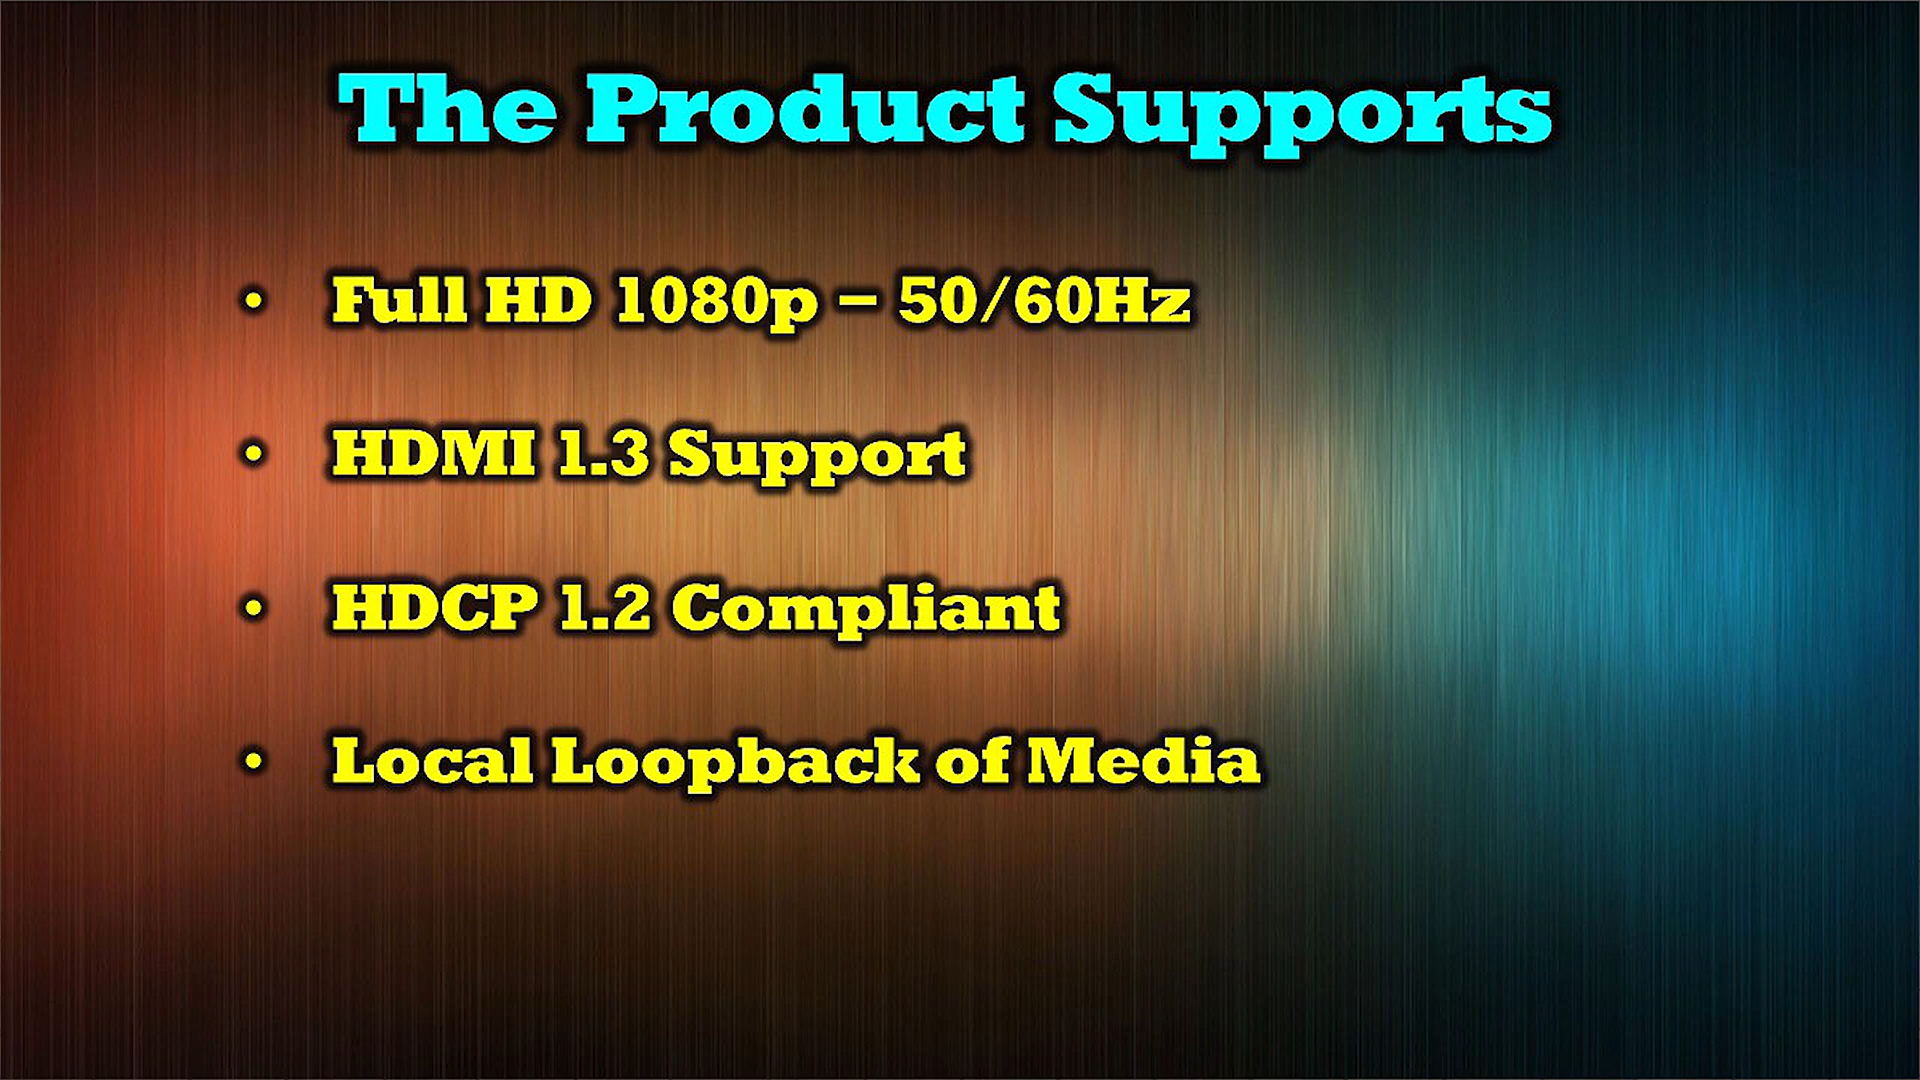 The Product Supports
• Full HD 1080p – 50/60Hz
• HDMI 1.3 Support
• HDCP 1.2 Compliant
• Local Loopback of Media